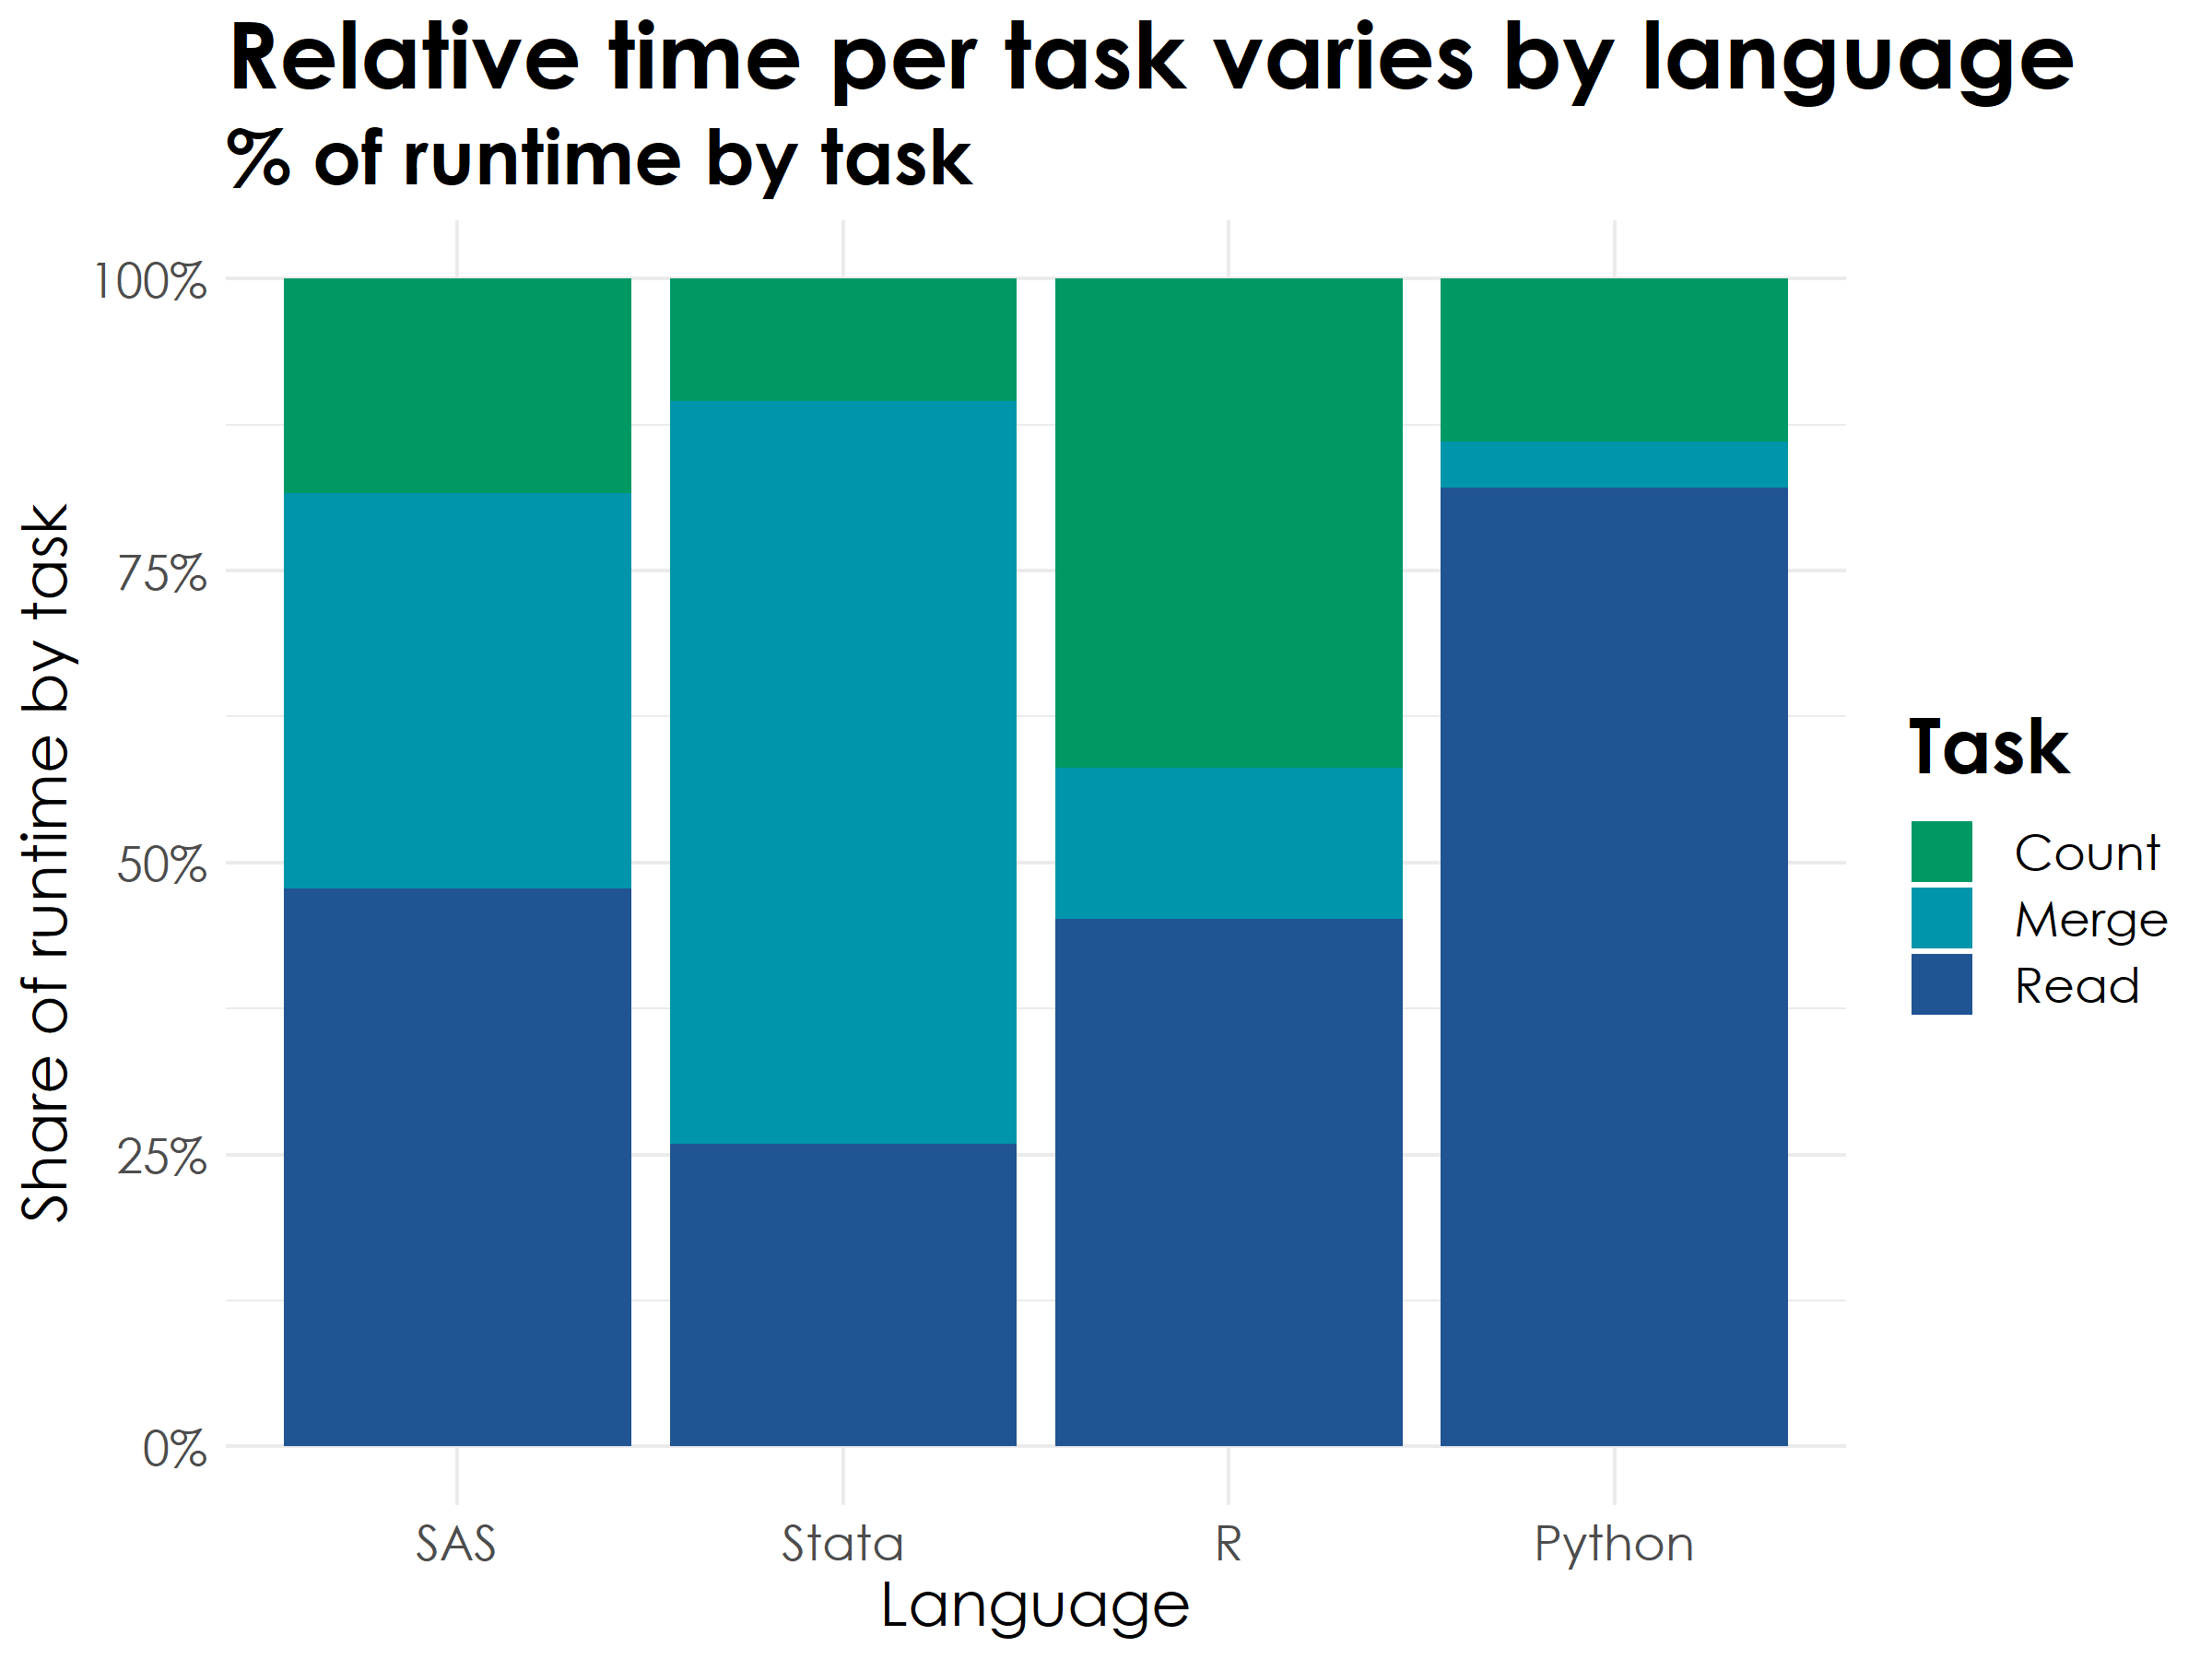 Relative time per task varies by language
% of runtime by task
Share of runtime by task
100%
75%
50%
25%
0%
SAS
Stata
R
Python
Language
Task
Count
Merge
Read